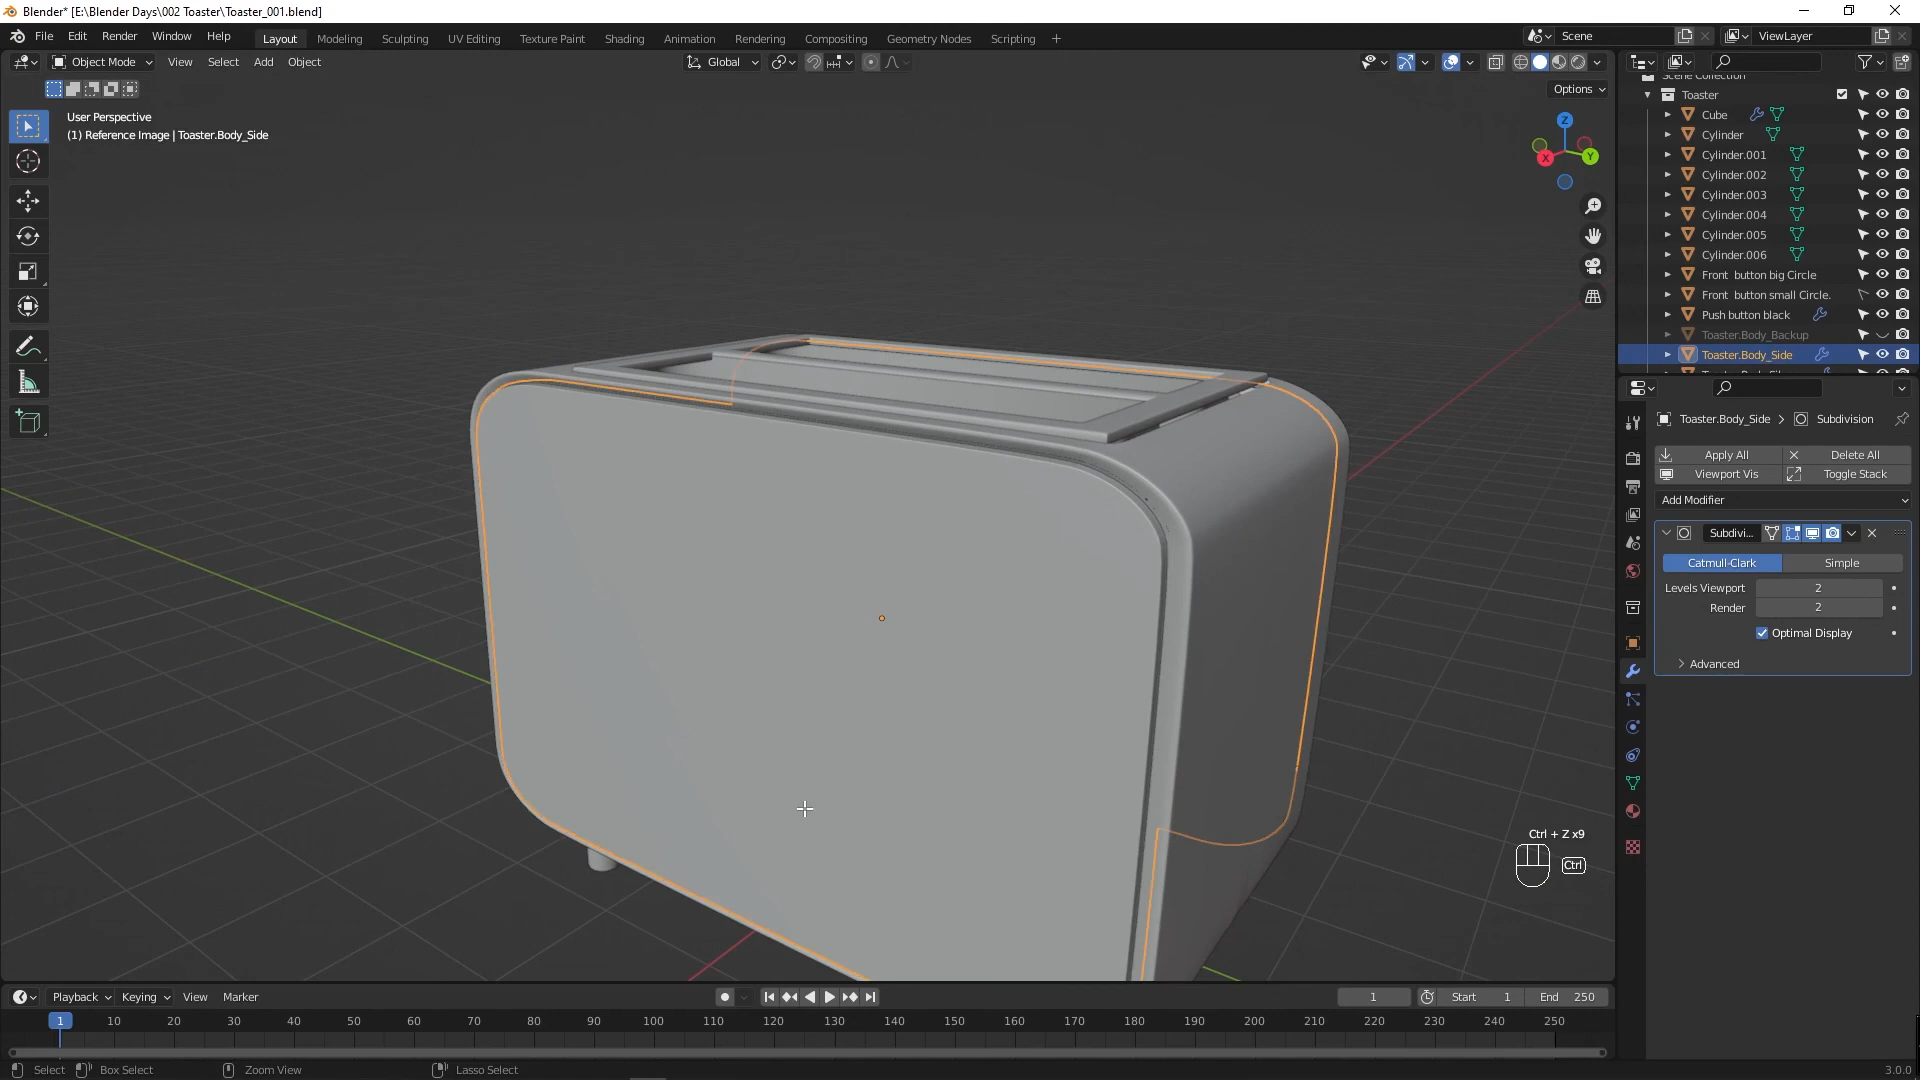 Blender* [E:\Blender Days\002 Toaster\Toaster_001.blend]
File Edit Render Window Help Layout Modeling Sculpting UV Editing Texture Paint Shading Animation Rendering Compositing Geometry Nodes Scripting Scene ViewLayer
Object Mode View Select Add Object Global
Options
User Perspective
(1) Reference Image | Toaster.Body_Side
Z
X
Y
Scene Collection
Toaster
Cube
Cylinder
Cylinder.001
Cylinder.002
Cylinder.003
Cylinder.004
Cylinder.005
Cylinder.006
Front button big Circle
Front button small Circle.
Push button black
Toaster.Body_Backup
Toaster.Body_Side
Toaster.Body_Side > Subdivision
Apply All Delete All
Viewport Vis Toggle Stack
Add Modifier
Subdivi...
Catmull-Clark Simple
Levels Viewport 2
Render 2
Optimal Display
Advanced
Ctrl + Z x9
Ctrl
Playback Keying View Marker 1 Start 1 End 250
1 10 20 30 40 50 60 70 80 90 100 110 120 130 140 150 160 170 180 190 200 210 220 230 240 250
Select Box Select Zoom View Lasso Select 3.0.0